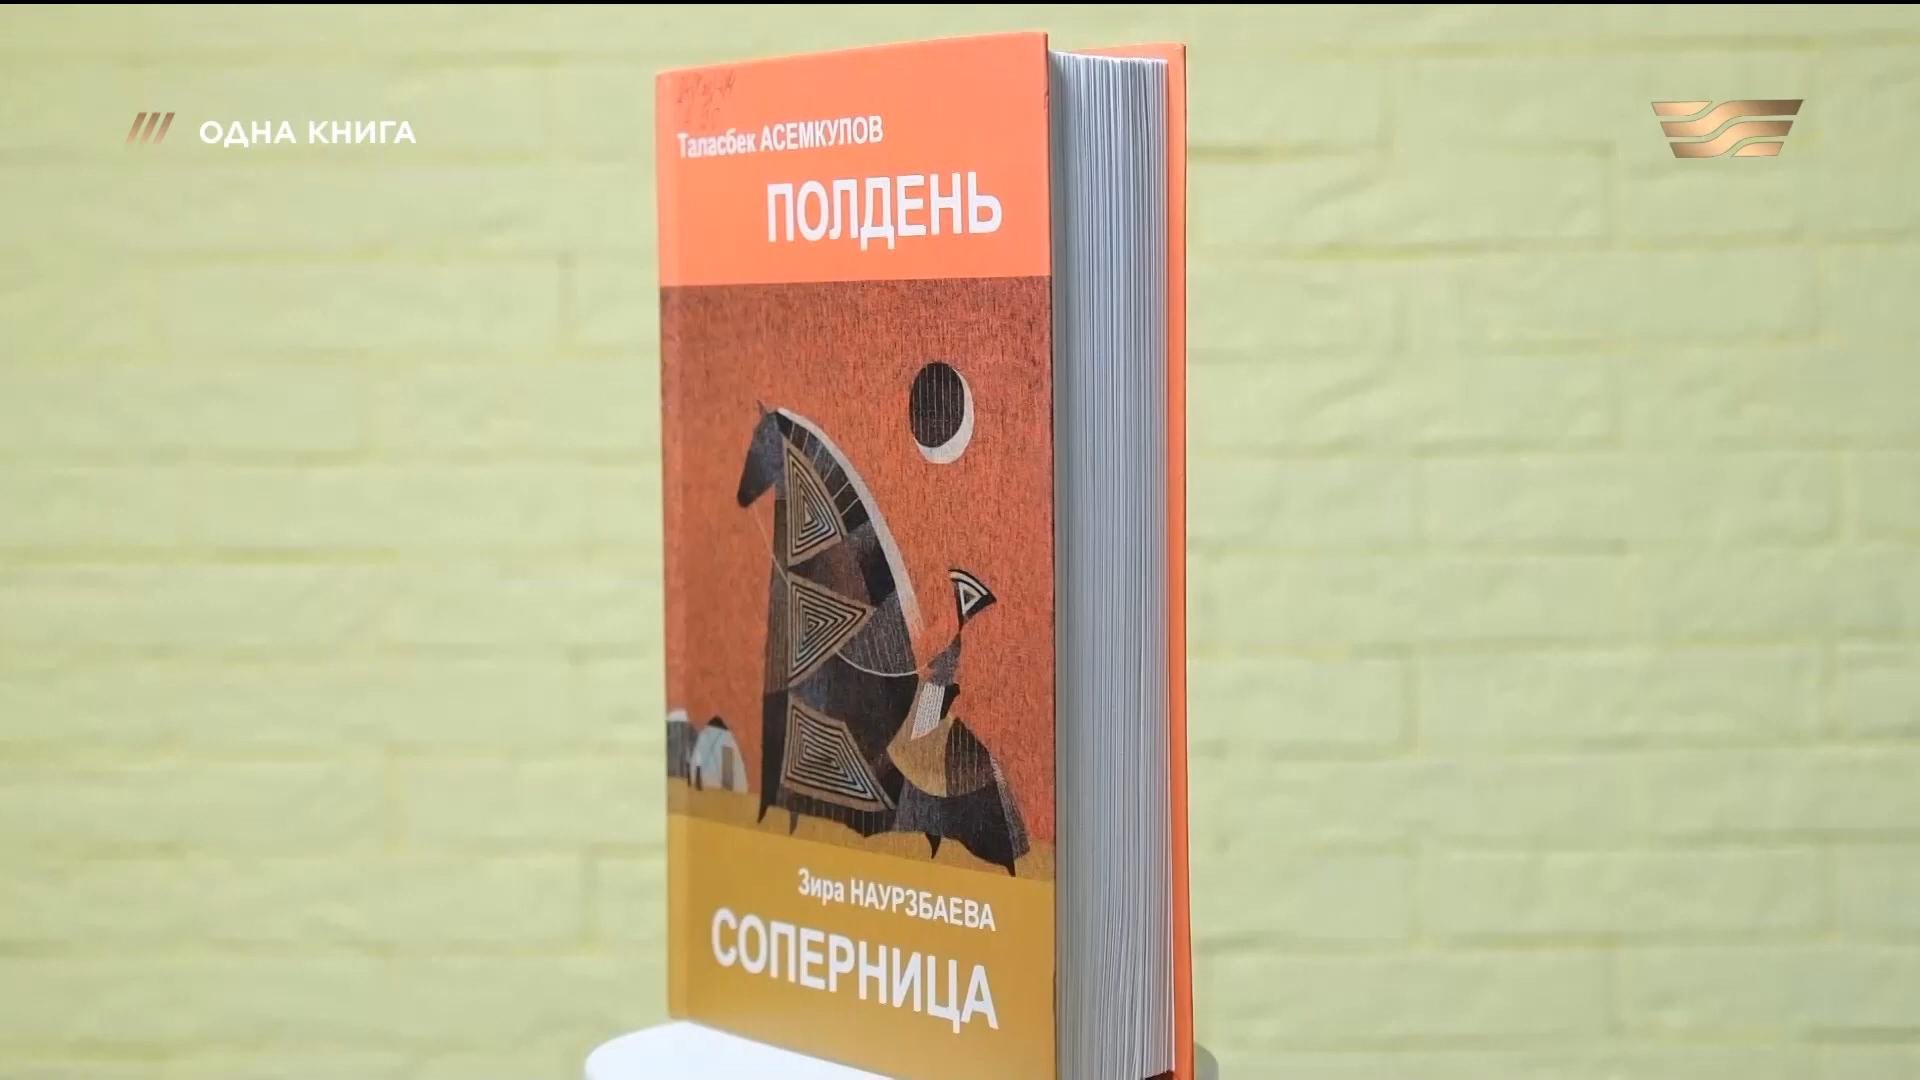 /// ОДНА КНИГА
Таласбек АСЕМКУЛОВ
ПОЛДЕНЬ
Зира НАУРЗБАЕВА
СОПЕРНИЦА